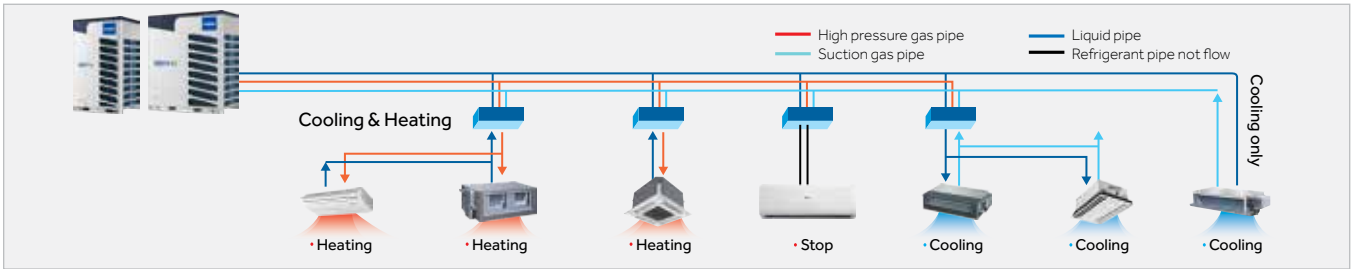 High pressure gas pipe
Liquid pipe
Suction gas pipe
Refrigerant pipe not flow
Cooling & Heating
Cooling only
• Heating
• Heating
• Heating
• Stop
• Cooling
• Cooling
• Cooling